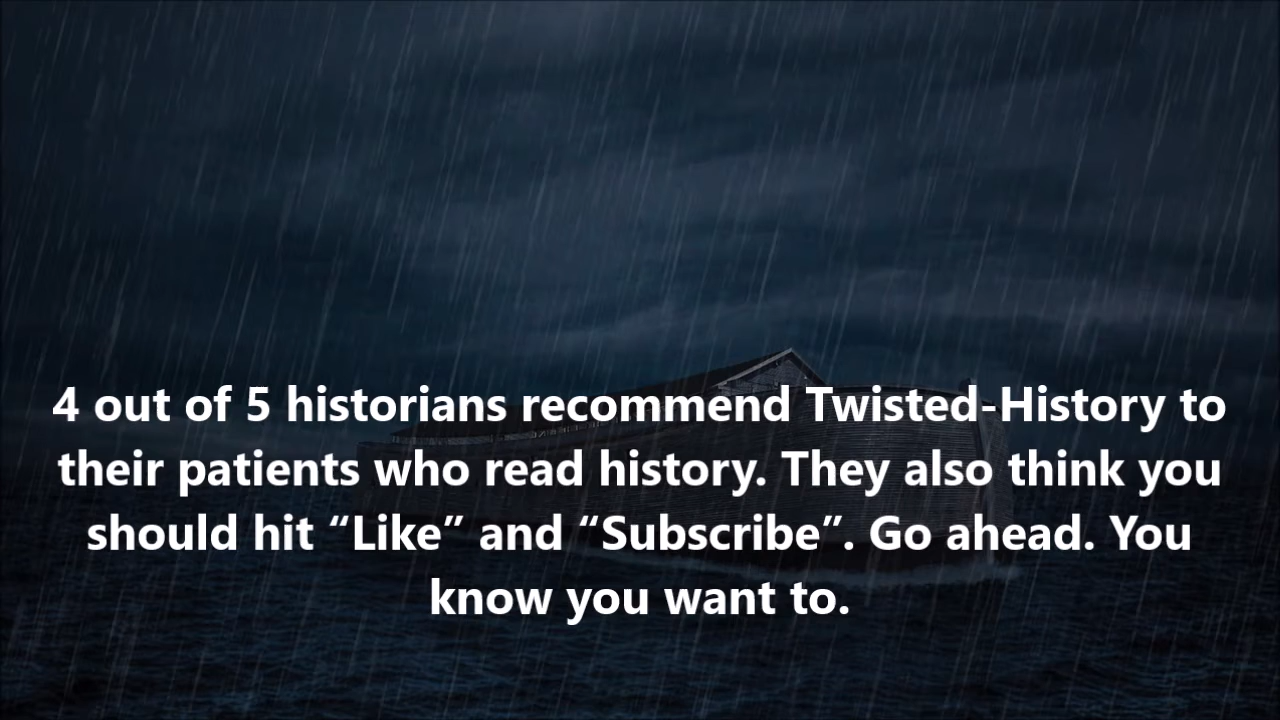 4 out of 5 historians recommend Twisted-History to
their patients who read history. They also think you
should hit “Like” and “Subscribe”. Go ahead. You
know you want to.